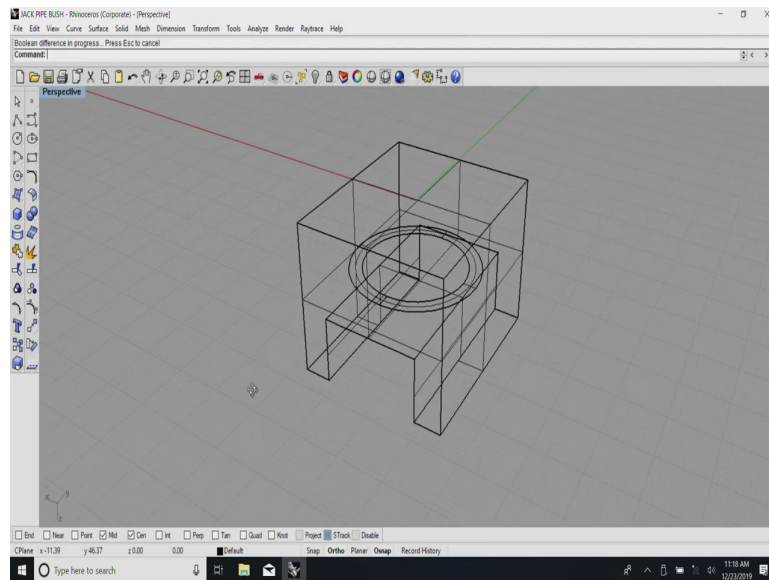 JACK PIPE BUSH - Rhinoceros (Corporate) - [Perspective]
File Edit View Curve Surface Solid Mesh Dimension Transform Tools Analyze Render Raytrace Help
Boolean difference in progress... Press Esc to cancel
Command:
Perspective
x y z
End Near Point Mid Cen Int Perp Tan Quad Knot Project STrack Disable
CPlane x -11.39 y 46.37 z 0.00 0.00 Default Snap Ortho Planar Osnap Record History
Type here to search
11:18 AM
12/23/2019